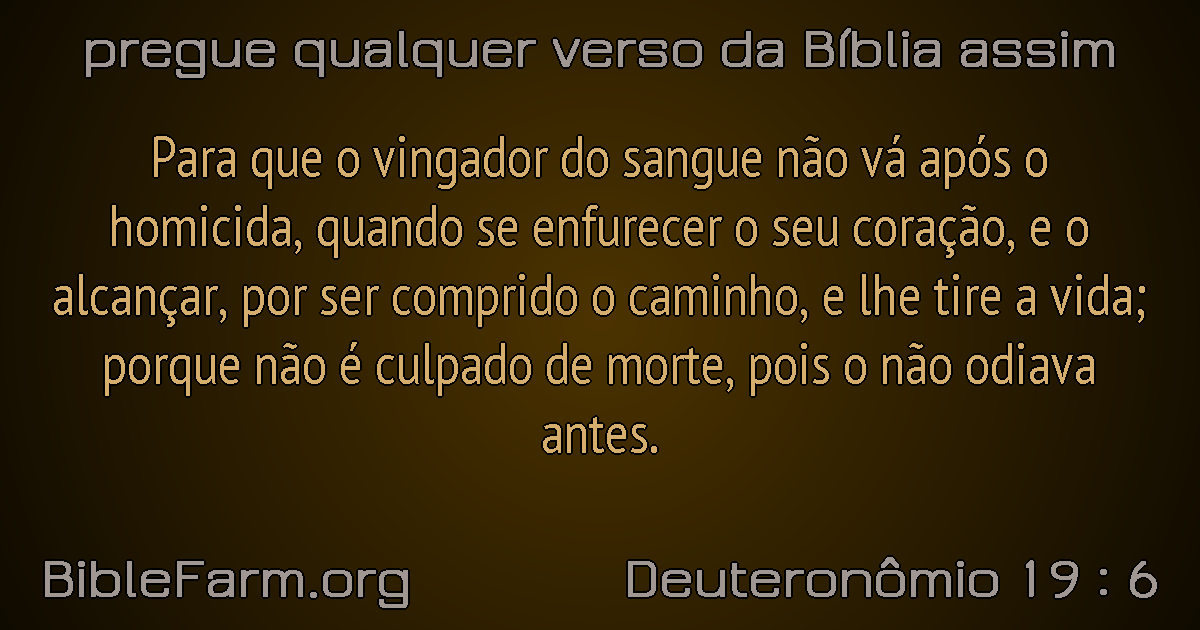 pregue qualquer verso da Bíblia assim
Para que o vingador do sangue não vá após o
homicida, quando se enfurecer o seu coração, e o
alcançar, por ser comprido o caminho, e lhe tire a vida;
porque não é culpado de morte, pois o não odiava
antes.
BibleFarm.org Deuteronômio 19 : 6